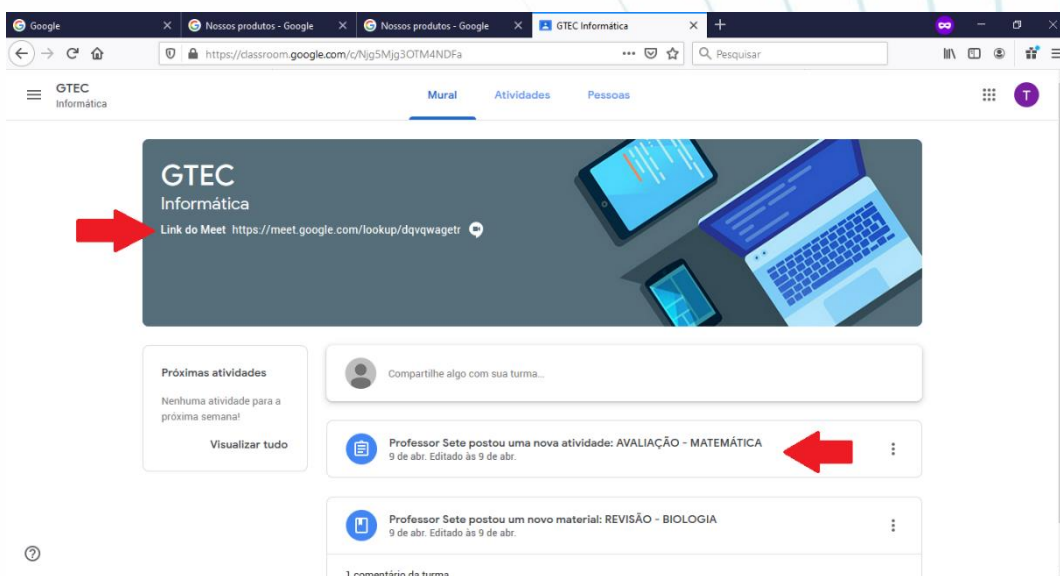 Google
Nossos produtos - Google
Nossos produtos - Google
GTEC Informática
https://classroom.google.com/c/Njg5Mjg3OTM4NDFa
Pesquisar
GTEC
Informática
Mural
Atividades
Pessoas
T
GTEC
Informática
Link do Meet https://meet.google.com/lookup/dqvqwagetr
Próximas atividades
Nenhuma atividade para a
próxima semana!
Visualizar tudo
Compartilhe algo com sua turma...
Professor Sete postou uma nova atividade: AVALIAÇÃO - MATEMÁTICA
9 de abr. Editado às 9 de abr.
Professor Sete postou um novo material: REVISÃO - BIOLOGIA
9 de abr. Editado às 9 de abr.
1 comentário da turma